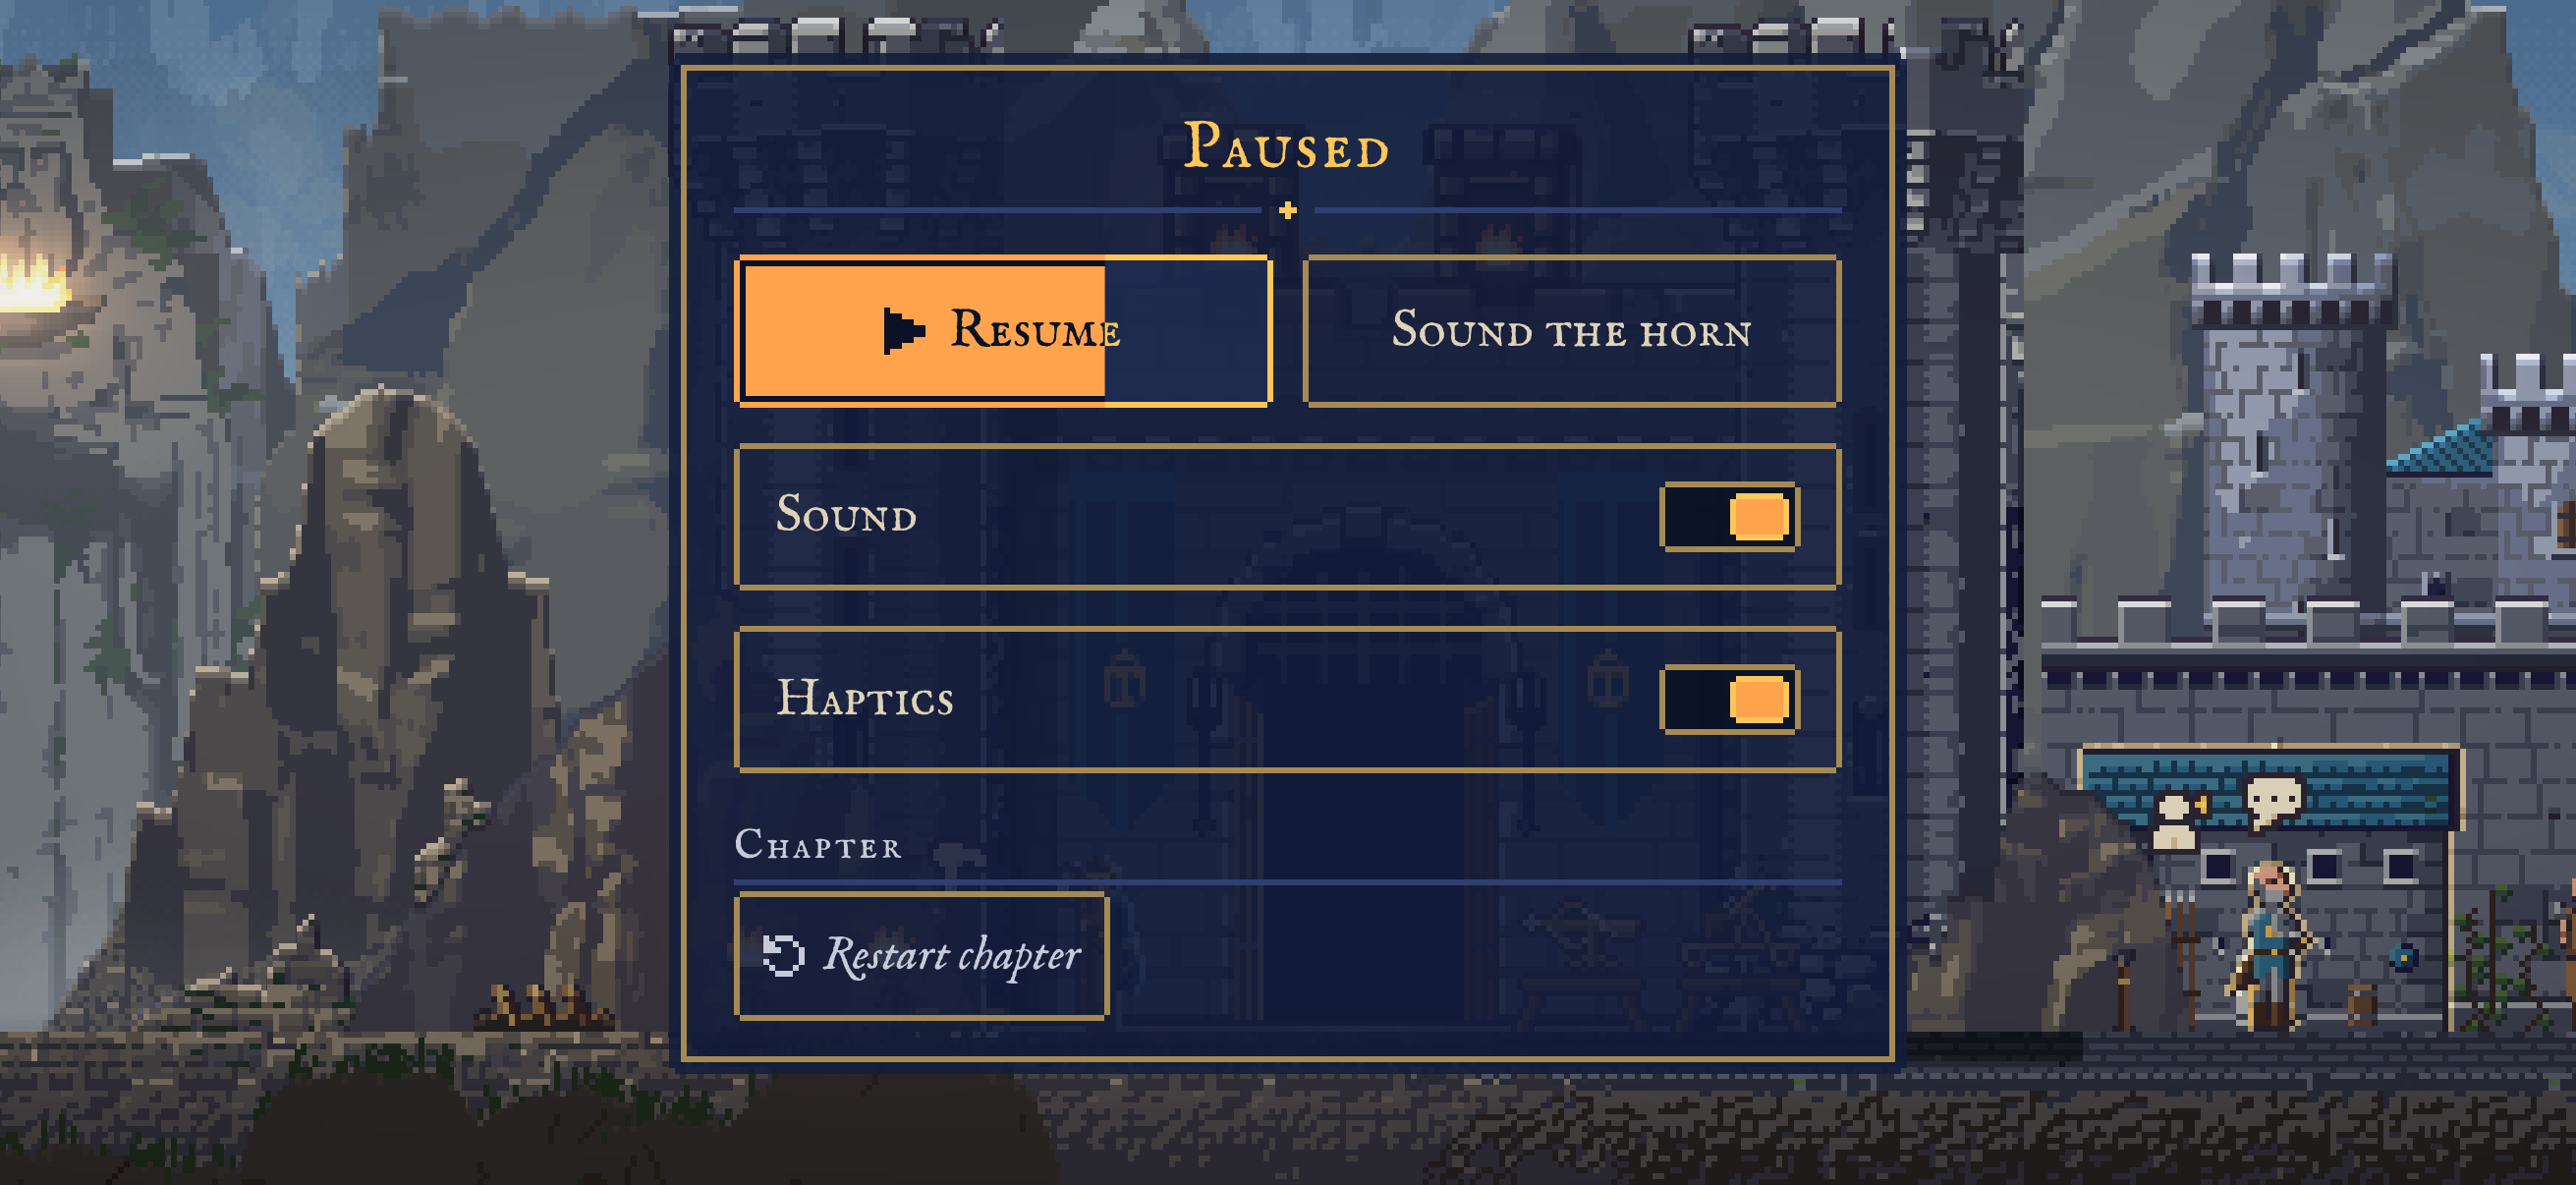 Paused
Resume
Sound the horn
Sound
Haptics
Chapter
Restart chapter